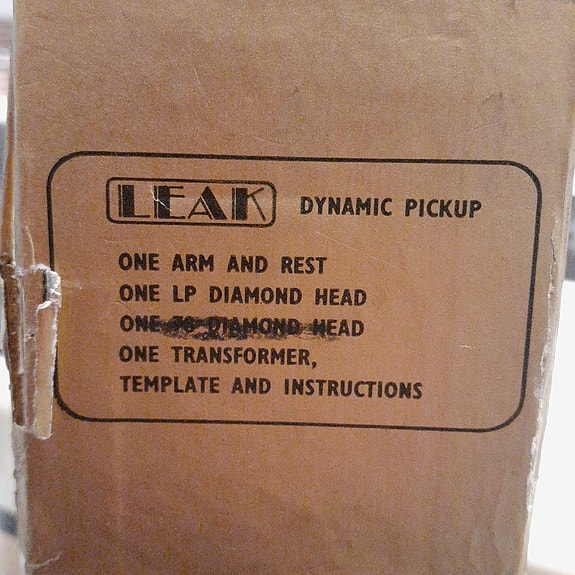 LEAK DYNAMIC PICKUP
ONE ARM AND REST
ONE LP DIAMOND HEAD
ONE 78 DIAMOND HEAD
ONE TRANSFORMER,
TEMPLATE AND INSTRUCTIONS